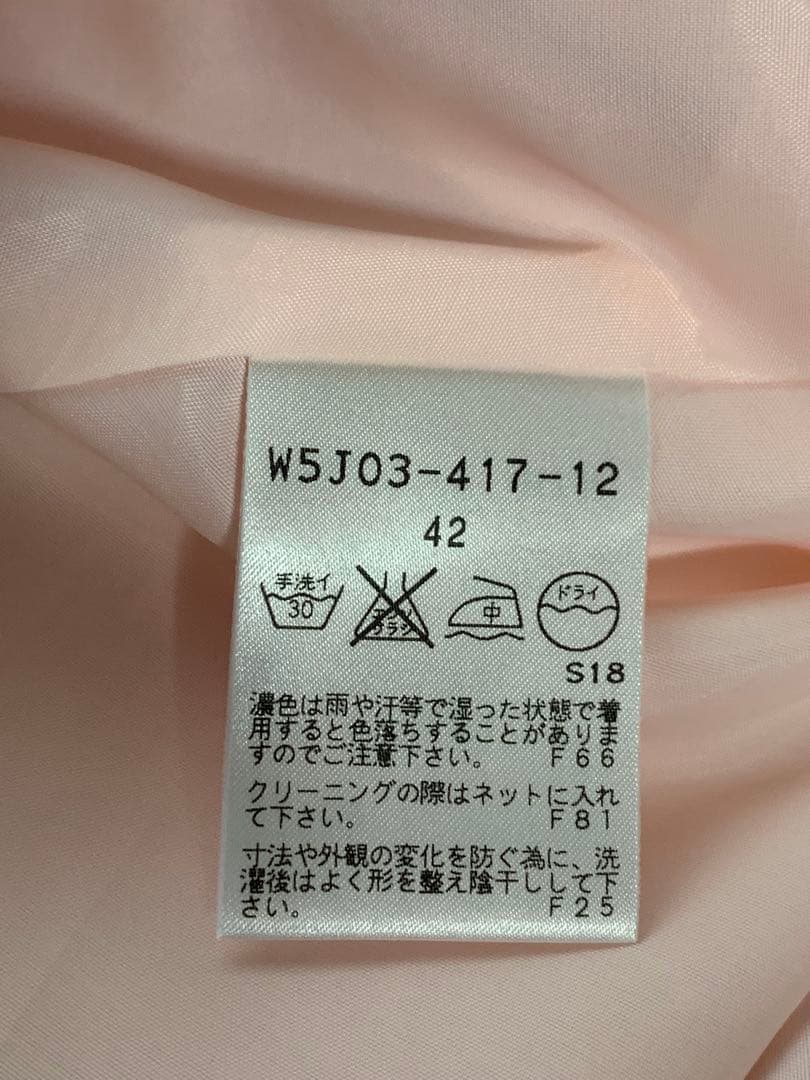 W5J03-417-12
42
手洗イ 30 エンソ サラシ 中 ドライ
S18
濃色は雨や汗等で湿った状態で着
用すると色落ちすることがありま
すのでご注意下さい。 F66
クリーニングの際はネットに入れ
て下さい。 F81
寸法や外観の変化を防ぐ為に、洗
濯後はよく形を整え陰干しして下
さい。 F25